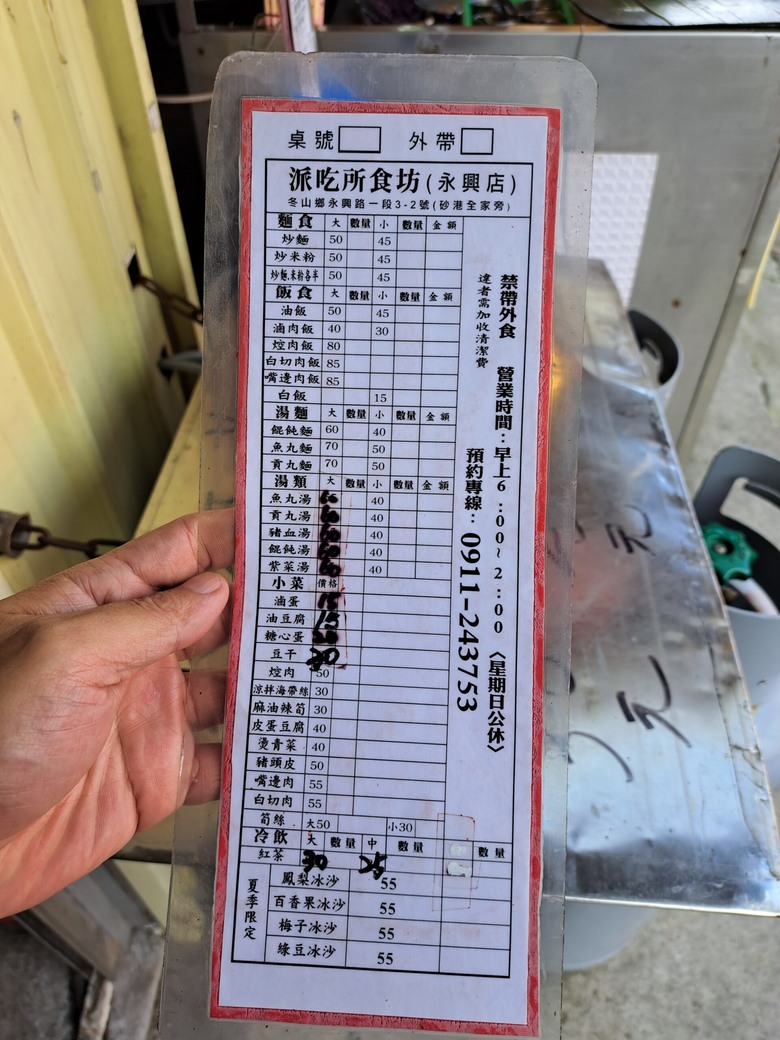 桌號 外帶
派吃所食坊(永興店)
冬山鄉永興路一段3-2號(砂港全家旁)
麵食 大 數量 小 數量 金額
炒麵 50 45
炒米粉 50 45
炒麵.米粉各半 50 45
飯食 大 數量 小 數量 金額
油飯 50 45
滷肉飯 40 30
焢肉飯 80
白切肉飯 85
嘴邊肉飯 85
白飯 15
湯麵 大 數量 小 數量 金額
餛飩麵 60 40
魚丸麵 70 50
貢丸麵 70 50
湯類 大 數量 小 數量 金額
魚丸湯 40
貢丸湯 40
豬血湯 40
餛飩湯 40
紫菜湯 40
小菜 價格
滷蛋
油豆腐
糖心蛋
豆干
焢肉 50
涼拌海帶絲 30
麻油辣筍 30
皮蛋豆腐 40
燙青菜 40
豬頭皮 50
嘴邊肉 55
白切肉 55
筍絲 大50 小30
冷飲 大 數量 中 數量 數量
紅茶
夏季限定
鳳梨冰沙 55
百香果冰沙 55
梅子冰沙 55
綠豆冰沙 55
禁帶外食
違者需加收清潔費
營業時間：早上6：00~2：00〈星期日公休〉
預約專線：0911-243753
元
元